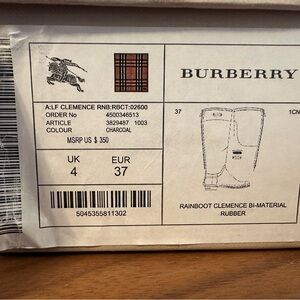 BURBERRY
A:LF CLEMENCE RNB:RBCT:02600
ORDER No 4500346513
ARTICLE 3829487 1003
COLOUR CHARCOAL
MSRP US $ 350
37
1CN
UK EUR
4 37
5045355811302
RAINBOOT CLEMENCE BI-MATERIAL
RUBBER